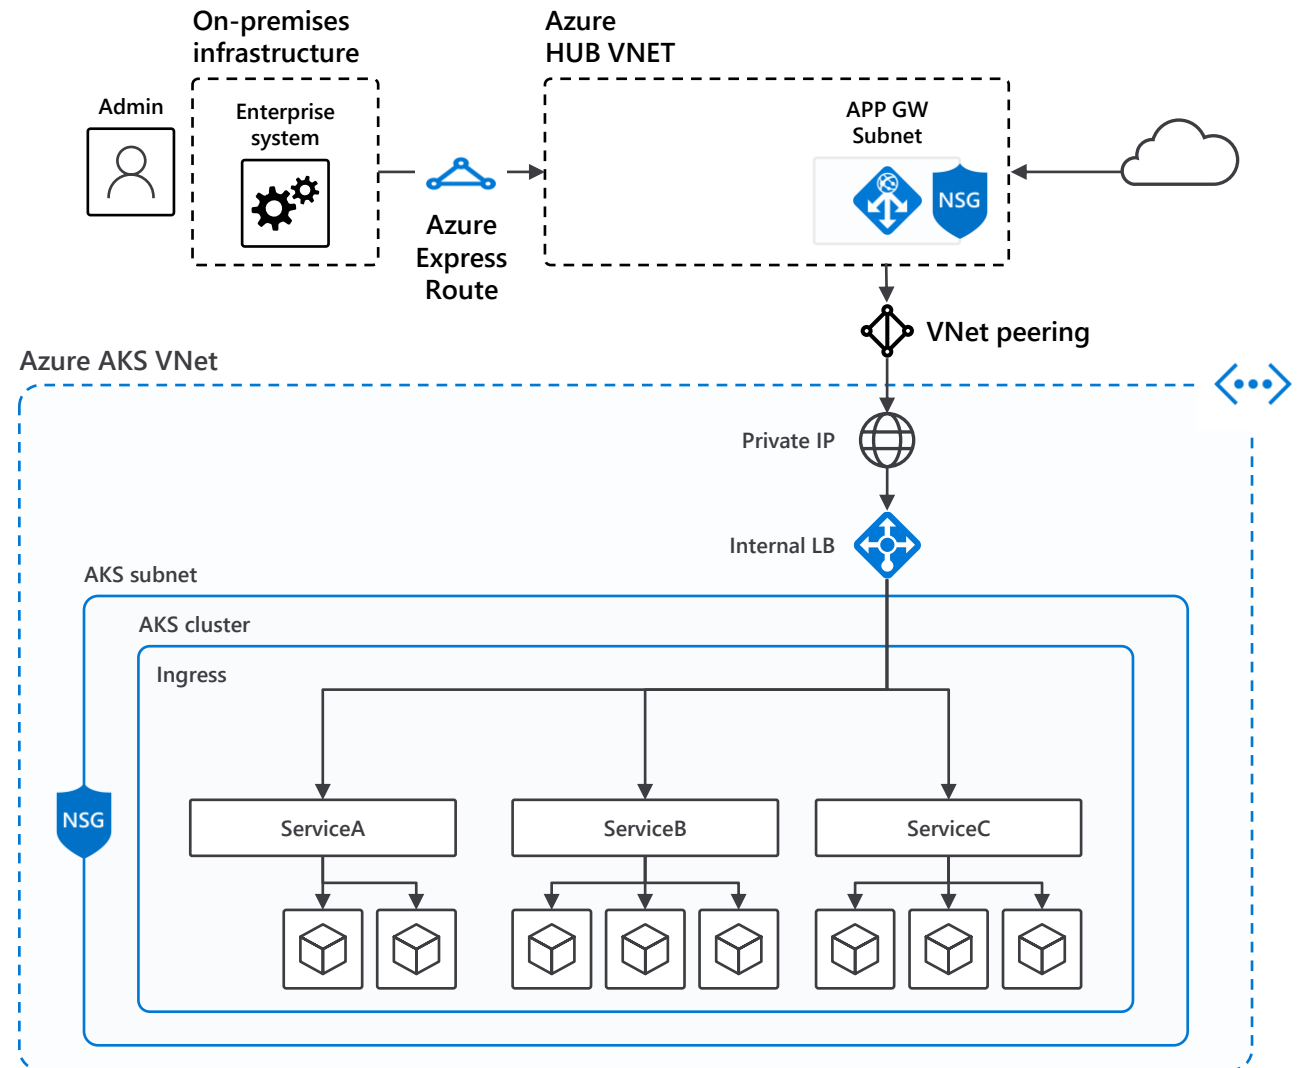 On-premises
infrastructure
Azure
HUB VNET
Admin
Enterprise
system
APP GW
Subnet
NSG
Azure
Express
Route
VNet peering
Azure AKS VNet
Private IP
Internal LB
AKS subnet
AKS cluster
Ingress
NSG
ServiceA
ServiceB
ServiceC